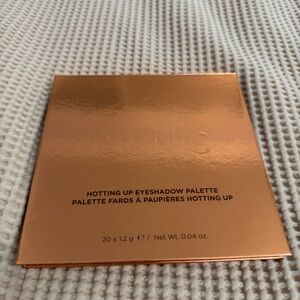 HOTTING UP EYESHADOW PALETTE
PALETTE FARDS À PAUPIÈRES HOTTING UP
20 x 1.2 g ℮ / Net Wt. 0.04 oz.